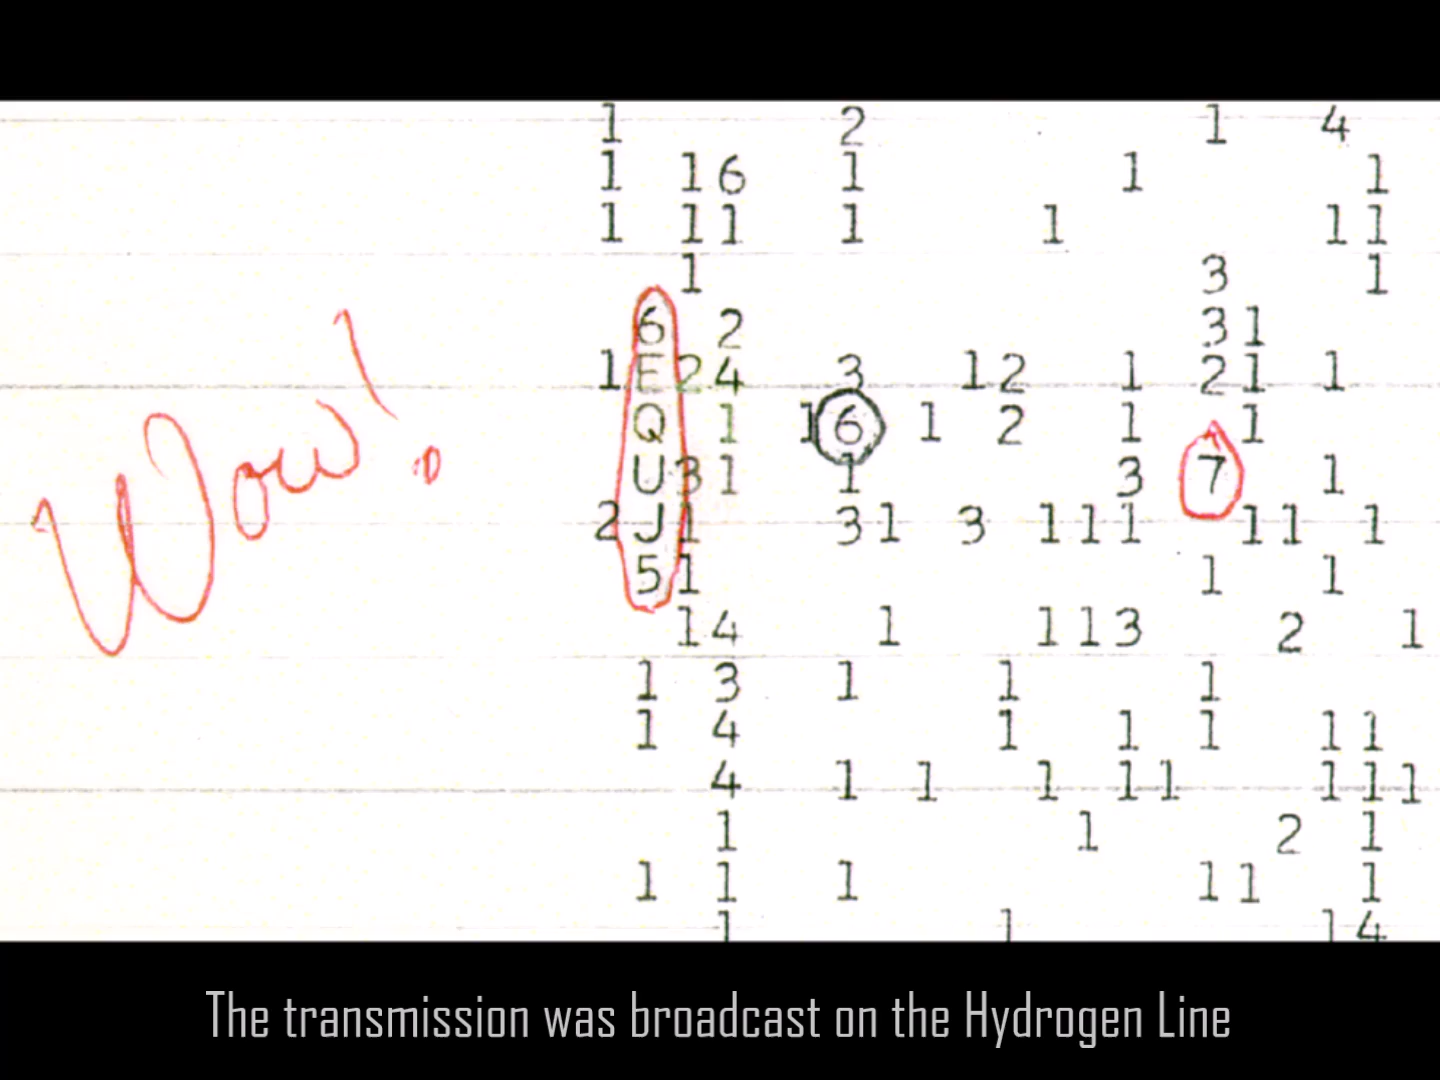 1 2 1 4
1 16 1 1 1
1 11 1 1 11
1 3 1
6 2 31
1E24 3 12 1 21 1
Q 1 16 1 2 1 1
U31 1 3 7 1
2J1 31 3 111 11 1
51 1 1
14 1 113 2 1
1 3 1 1 1
1 4 1 1 1 11
4 1 1 1 11 111
1 1 2 1
1 1 1 11 1
1 1 14
Wow!
The transmission was broadcast on the Hydrogen Line